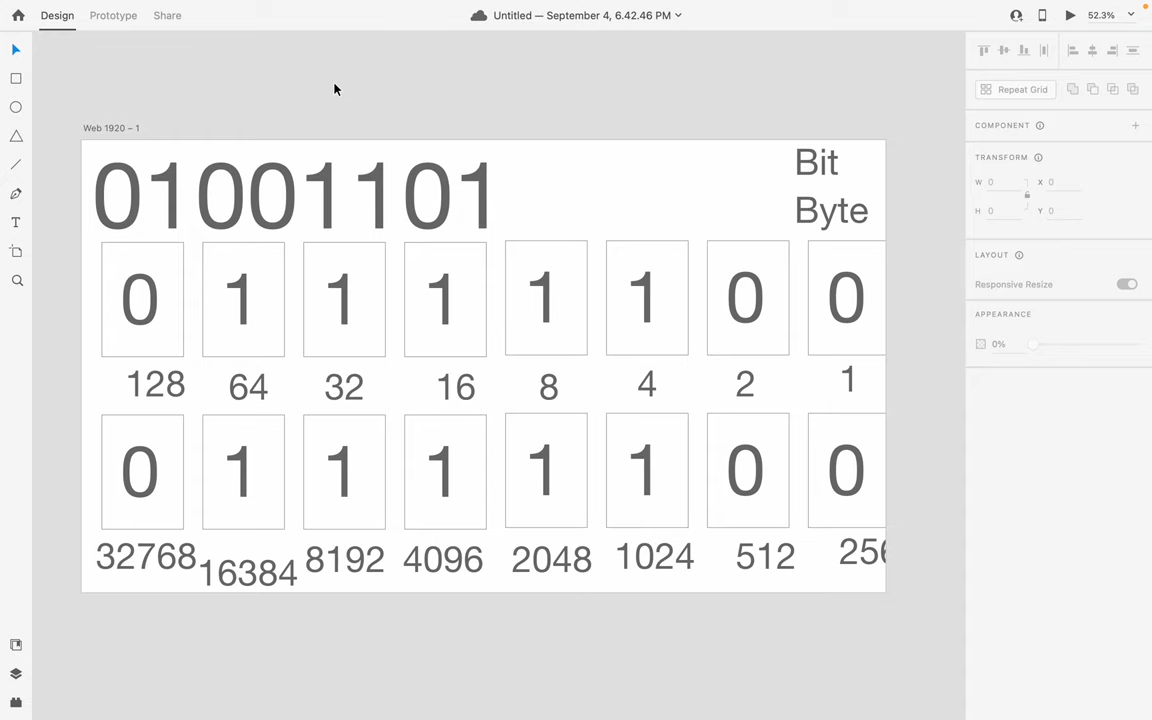 Design Prototype Share Untitled — September 4, 6.42.46 PM 52.3%
Repeat Grid
COMPONENT
TRANSFORM
W 0 X 0
H 0 Y 0
LAYOUT
Responsive Resize
APPEARANCE
0%
Web 1920 – 1
01001101
Bit
Byte
0 1 1 1 1 1 0 0
128 64 32 16 8 4 2 1
0 1 1 1 1 1 0 0
32768 16384 8192 4096 2048 1024 512 256